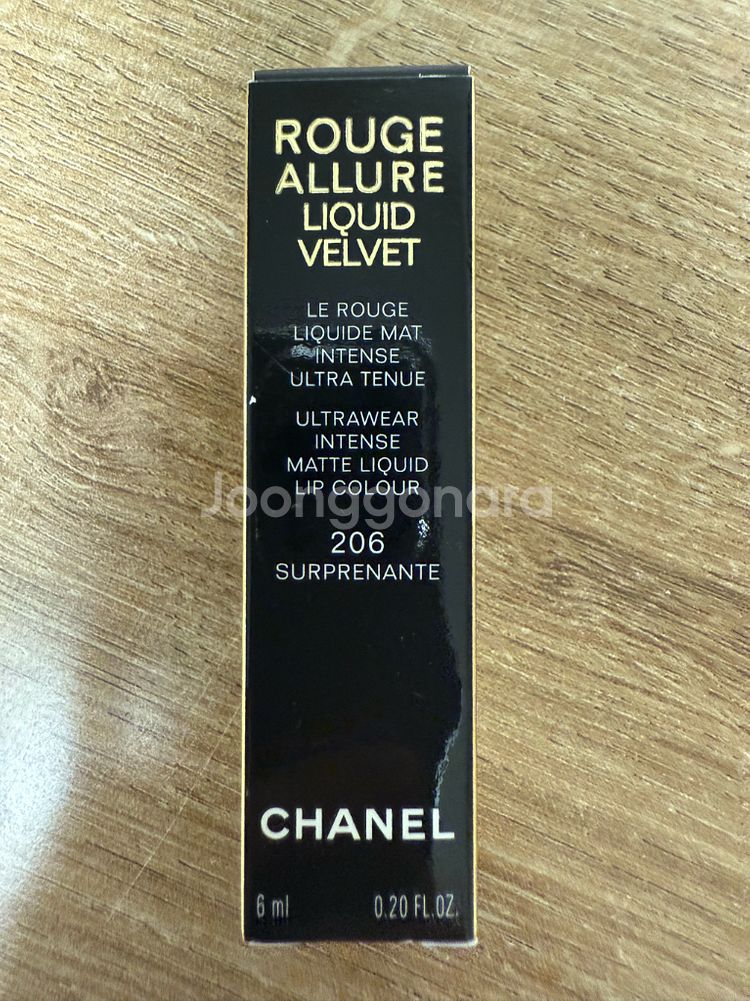 ROUGE
ALLURE
LIQUID
VELVET
LE ROUGE
LIQUIDE MAT
INTENSE
ULTRA TENUE
ULTRAWEAR
INTENSE
MATTE LIQUID
LIP COLOUR
Joonggonara
206
SURPRENANTE
CHANEL
6 ml 0.20 FL.OZ.